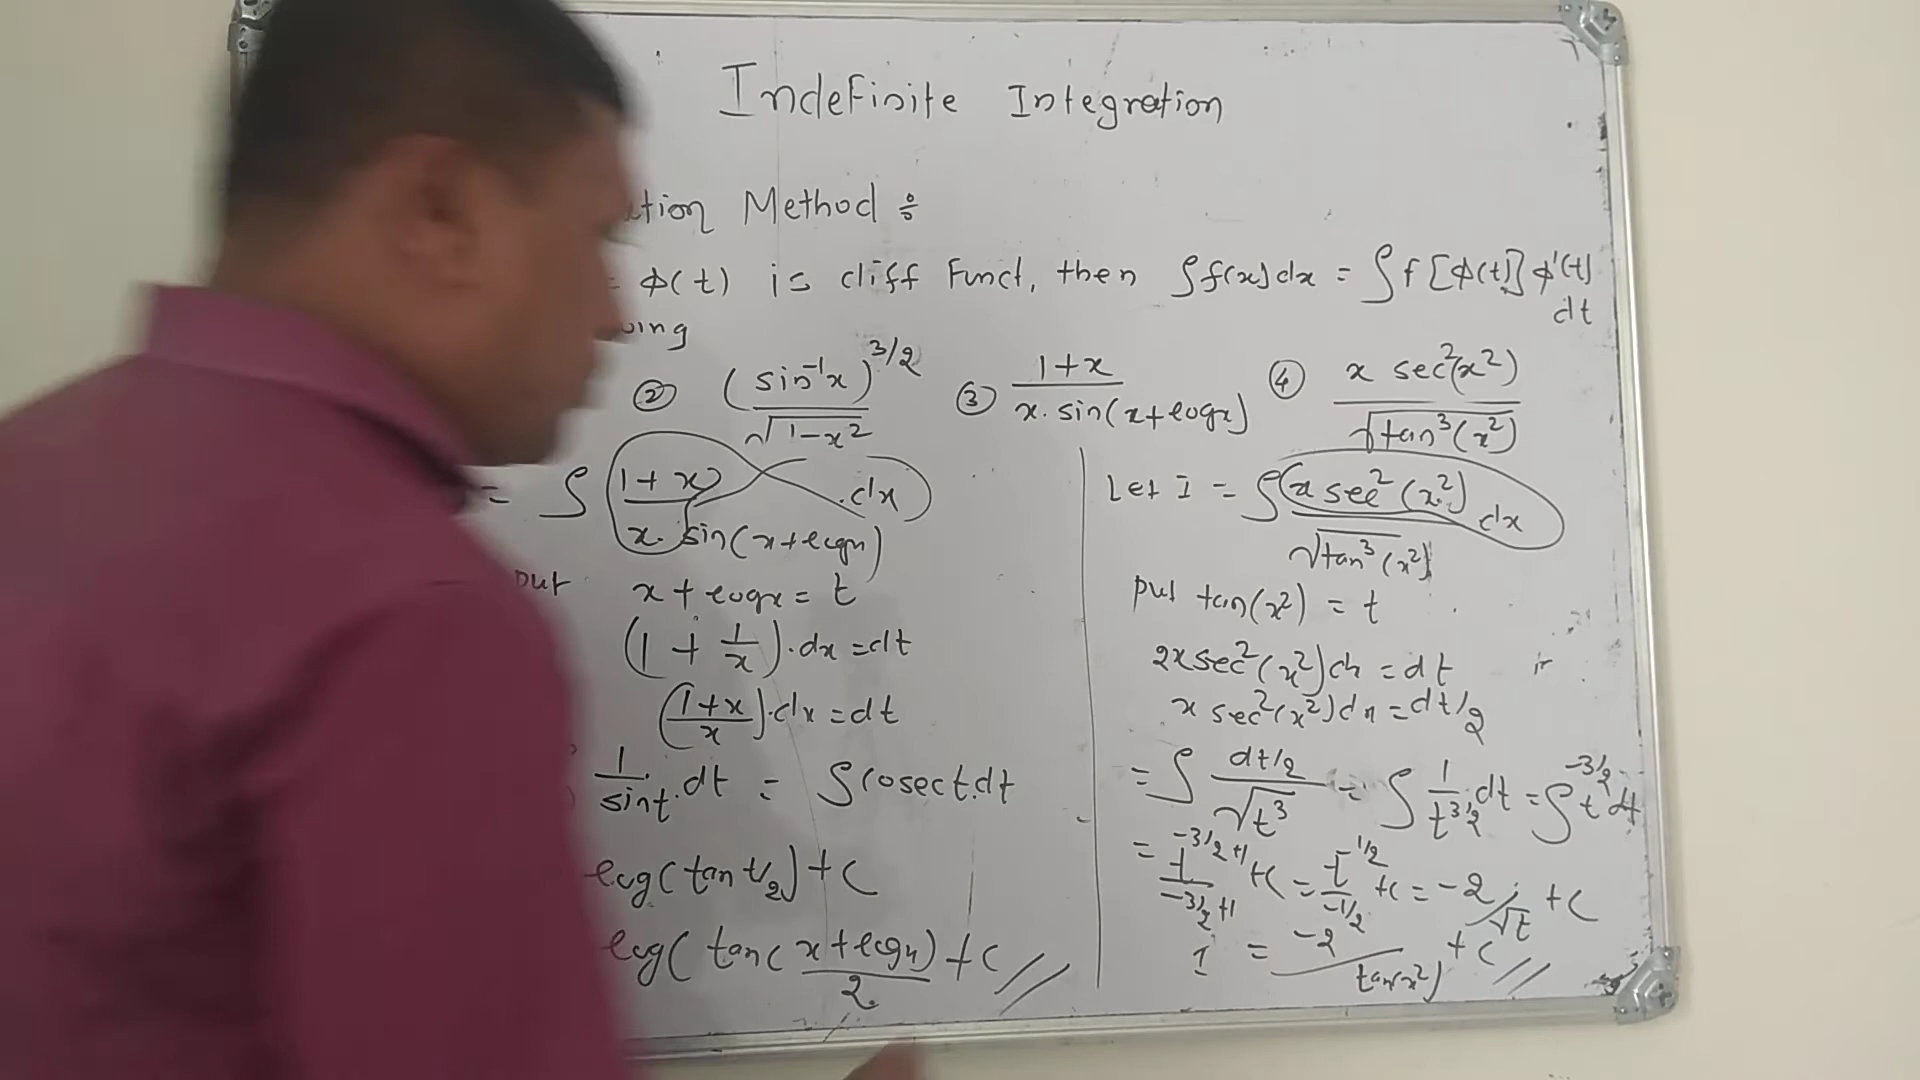 Indefinite Integration
ution Method ÷
= ϕ(t) is diff Funct, then ∫f(x)dx = ∫f[ϕ(t)]ϕ'(t)
dt
wing
② (sin⁻¹x)^3/2 / √(1-x²) ③ 1+x / x.sin(x+logx) ④ x sec²(x²) / √tan³(x²)
= ∫ 1+x / x.sin(x+logx) .dx
put x+logx = t
(1 + 1/x).dx = dt
(1+x / x).dx = dt
1/sint .dt = ∫cosect.dt
log(tan t/2)+C
log(tan(x+logx)/2)+C //
Let I = ∫ x sec²(x²) / √tan³(x²) dx
put tan(x²) = t
2xsec²(x²)dx = dt
x sec²(x²)dx = dt/2
= ∫ dt/2 / √t³ = ∫ 1/t^3/2 .dt = ∫t^-3/2 dt
= t^-3/2+1 / -3/2+1 +C = t^-1/2 / -1/2 +C = -2/√t +C
I = -2/tan(x²) +C //